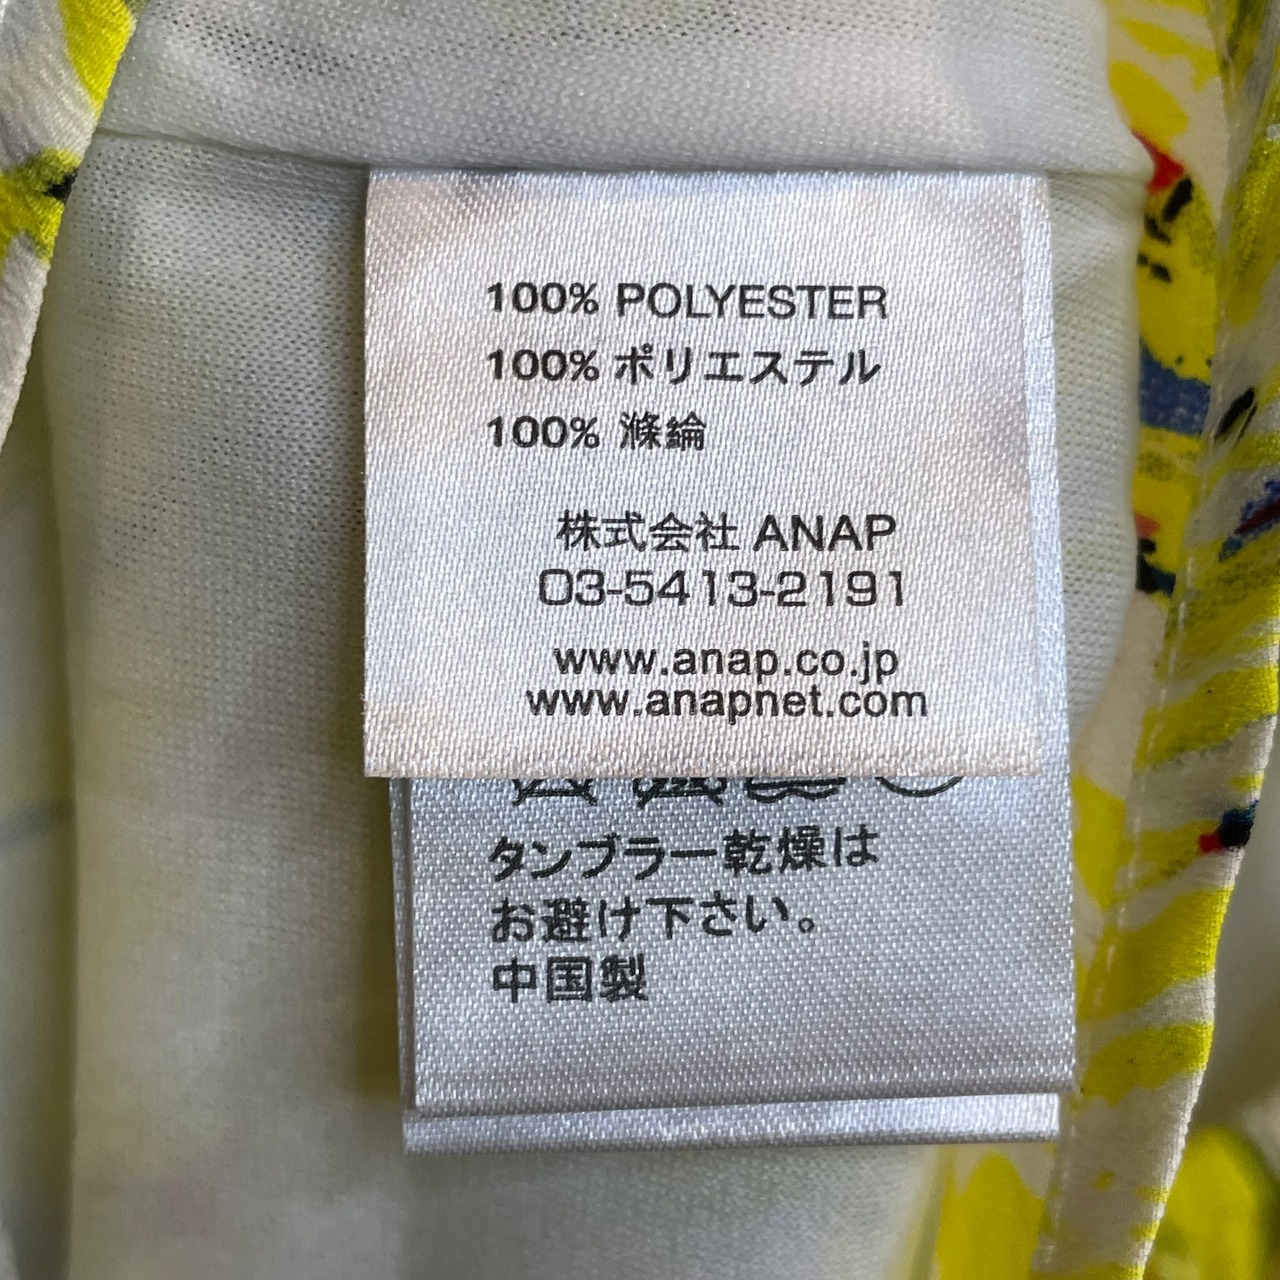 100% POLYESTER
100% ポリエステル
100% 滌綸
株式会社 ANAP
03-5413-2191
www.anap.co.jp
www.anapnet.com
タンブラー乾燥は
お避け下さい。
中国製